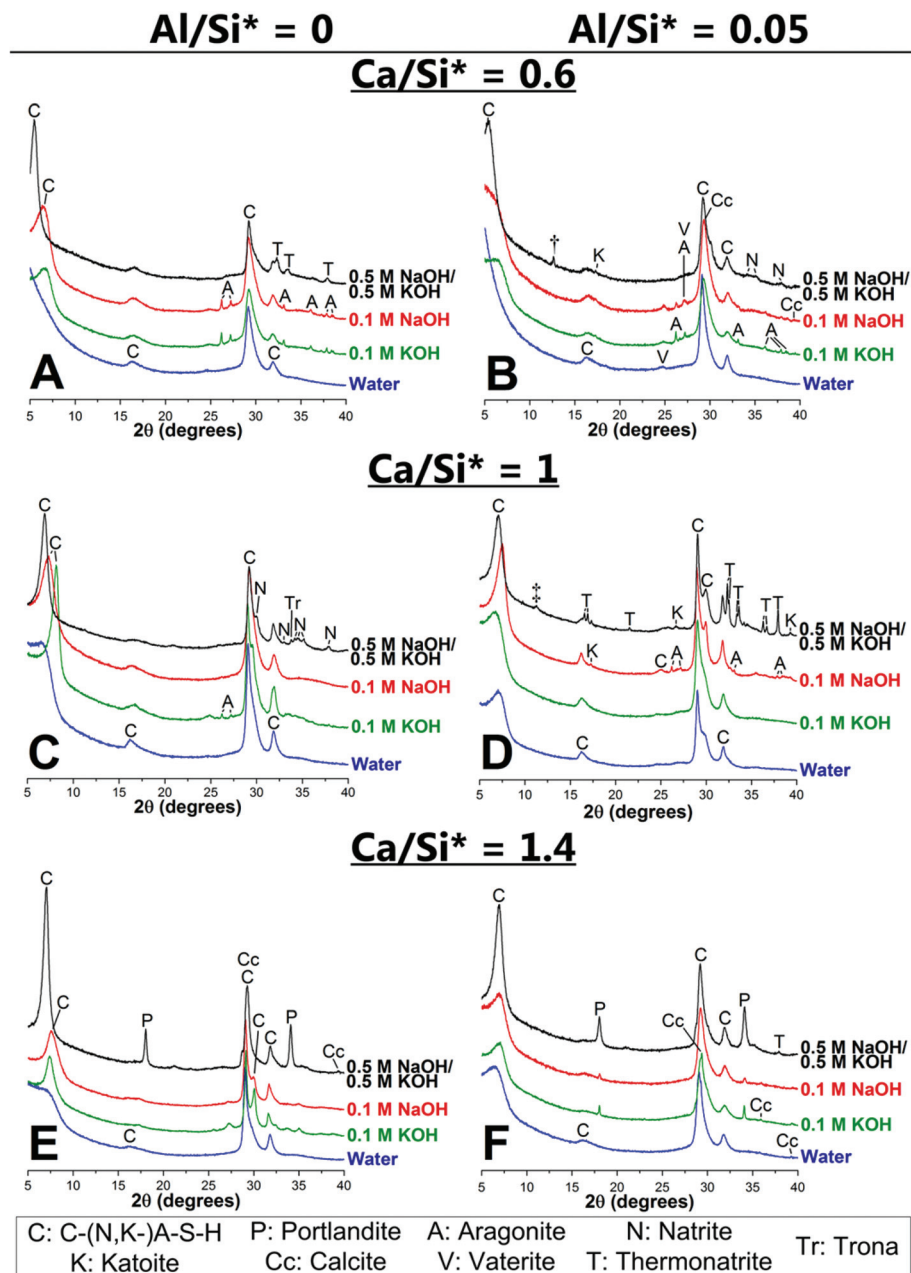 Al/Si* = 0 Al/Si* = 0.05
Ca/Si* = 0.6
C
C
C
T
T
A
A
A
A
C
C
0.5 M NaOH/
0.5 M KOH
0.1 M NaOH
0.1 M KOH
Water
A
5 10 15 20 25 30 35 40
2θ (degrees)
C
C
Cc
V
A
†
K
C
N
N
Cc
A
A
A
C
V
0.5 M NaOH/
0.5 M KOH
0.1 M NaOH
0.1 M KOH
Water
B
5 10 15 20 25 30 35 40
2θ (degrees)
Ca/Si* = 1
C
C
C
N
Tr
N
N
N
A
C
C
0.5 M NaOH/
0.5 M KOH
0.1 M NaOH
0.1 M KOH
Water
C
5 10 15 20 25 30 35 40
2θ (degrees)
C
C
C
T
‡
T
T
K
T
T
T
K
K
C
A
A
A
C
C
0.5 M NaOH/
0.5 M KOH
0.1 M NaOH
0.1 M KOH
Water
D
5 10 15 20 25 30 35 40
2θ (degrees)
Ca/Si* = 1.4
C
Cc
C
C
P
C
C
P
Cc
C
0.5 M NaOH/
0.5 M KOH
0.1 M NaOH
0.1 M KOH
Water
E
5 10 15 20 25 30 35 40
2θ (degrees)
C
C
P
Cc
C
P
T
Cc
C
Cc
0.5 M NaOH/
0.5 M KOH
0.1 M NaOH
0.1 M KOH
Water
F
5 10 15 20 25 30 35 40
2θ (degrees)
C: C-(N,K-)A-S-H P: Portlandite A: Aragonite N: Natrite Tr: Trona
K: Katoite Cc: Calcite V: Vaterite T: Thermonatrite